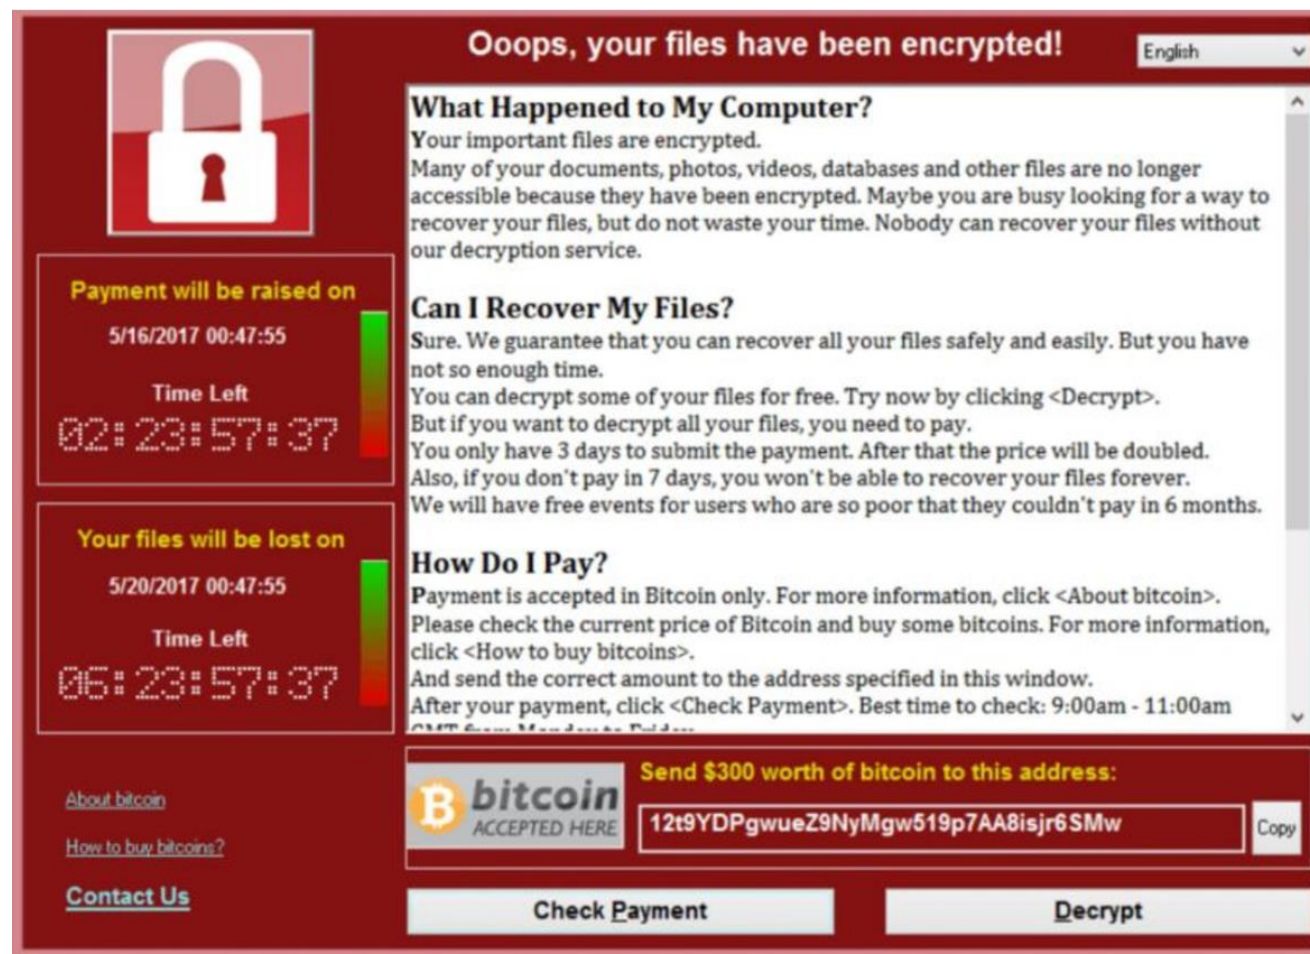 Ooops, your files have been encrypted!
English
What Happened to My Computer?
Your important files are encrypted.
Many of your documents, photos, videos, databases and other files are no longer
accessible because they have been encrypted. Maybe you are busy looking for a way to
recover your files, but do not waste your time. Nobody can recover your files without
our decryption service.
Can I Recover My Files?
Sure. We guarantee that you can recover all your files safely and easily. But you have
not so enough time.
You can decrypt some of your files for free. Try now by clicking <Decrypt>.
But if you want to decrypt all your files, you need to pay.
You only have 3 days to submit the payment. After that the price will be doubled.
Also, if you don't pay in 7 days, you won't be able to recover your files forever.
We will have free events for users who are so poor that they couldn't pay in 6 months.
How Do I Pay?
Payment is accepted in Bitcoin only. For more information, click <About bitcoin>.
Please check the current price of Bitcoin and buy some bitcoins. For more information,
click <How to buy bitcoins>.
And send the correct amount to the address specified in this window.
After your payment, click <Check Payment>. Best time to check: 9:00am - 11:00am
GMT from Monday to Friday.
Payment will be raised on
5/16/2017 00:47:55
Time Left
02:23:57:37
Your files will be lost on
5/20/2017 00:47:55
Time Left
06:23:57:37
About bitcoin
How to buy bitcoins?
Contact Us
bitcoin
ACCEPTED HERE
Send $300 worth of bitcoin to this address:
12t9YDPgwueZ9NyMgw519p7AA8isjr6SMw
Copy
Check Payment
Decrypt